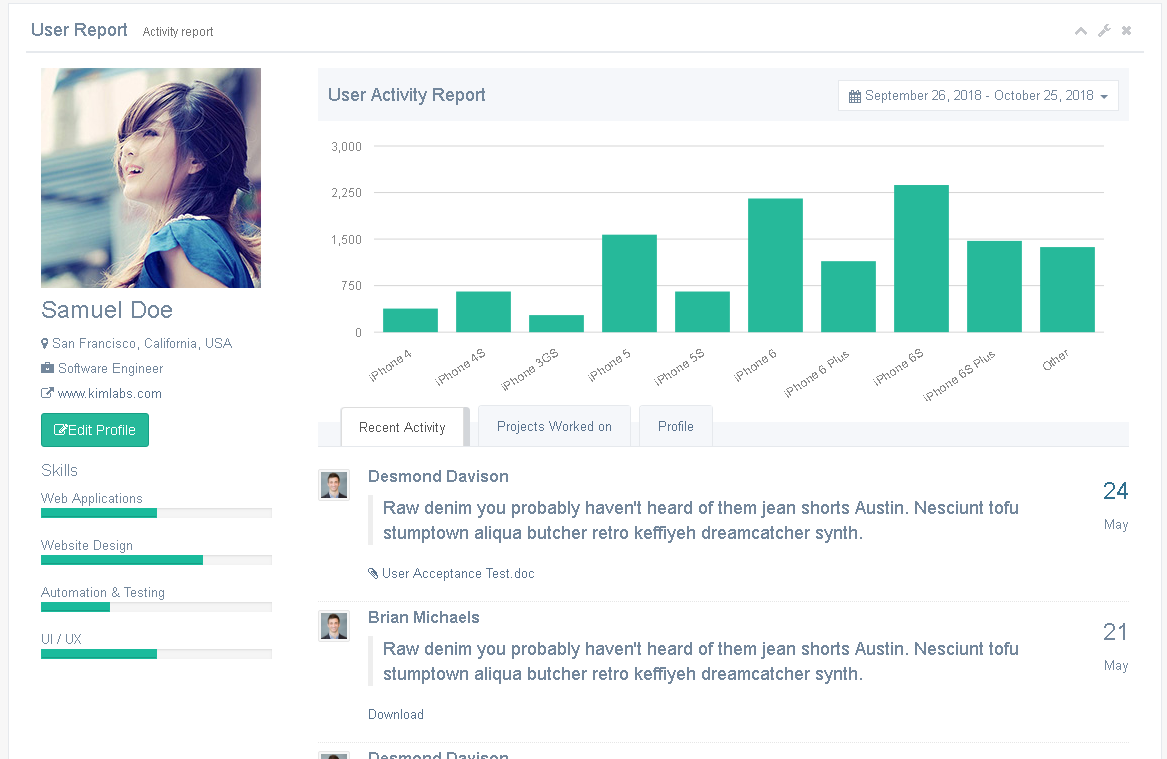 User Report Activity report
User Activity Report
September 26, 2018 - October 25, 2018
3,000
2,250
1,500
750
0
iPhone 4
iPhone 4S
iPhone 3GS
iPhone 5
iPhone 5S
iPhone 6
iPhone 6 Plus
iPhone 6S
iPhone 6S Plus
Other
Samuel Doe
San Francisco, California, USA
Software Engineer
www.kimlabs.com
Edit Profile
Skills
Web Applications
Website Design
Automation & Testing
UI / UX
Recent Activity
Projects Worked on
Profile
Desmond Davison
Raw denim you probably haven't heard of them jean shorts Austin. Nesciunt tofu
stumptown aliqua butcher retro keffiyeh dreamcatcher synth.
24
May
User Acceptance Test.doc
Brian Michaels
Raw denim you probably haven't heard of them jean shorts Austin. Nesciunt tofu
stumptown aliqua butcher retro keffiyeh dreamcatcher synth.
21
May
Download
Desmond Davison